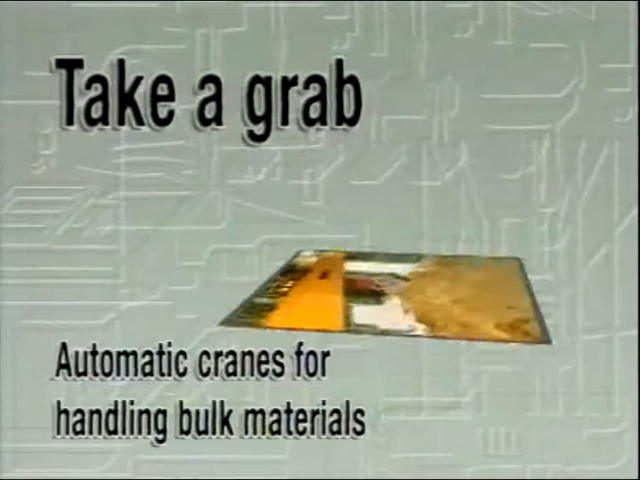 Take a grab
Automatic cranes for
handling bulk materials